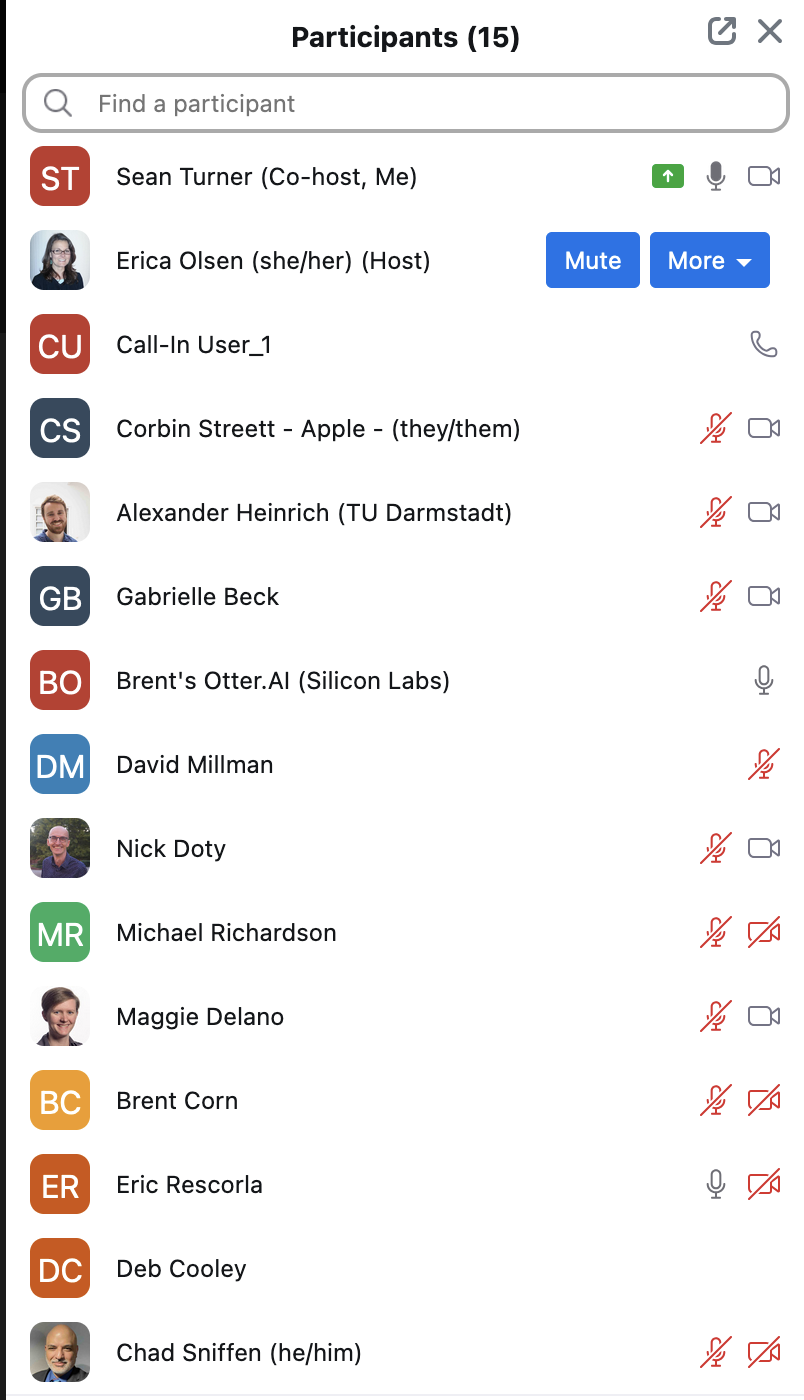 Participants (15)
Find a participant
ST Sean Turner (Co-host, Me)
Erica Olsen (she/her) (Host) Mute More
CU Call-In User_1
CS Corbin Streett - Apple - (they/them)
Alexander Heinrich (TU Darmstadt)
GB Gabrielle Beck
BO Brent's Otter.AI (Silicon Labs)
DM David Millman
Nick Doty
MR Michael Richardson
Maggie Delano
BC Brent Corn
ER Eric Rescorla
DC Deb Cooley
Chad Sniffen (he/him)